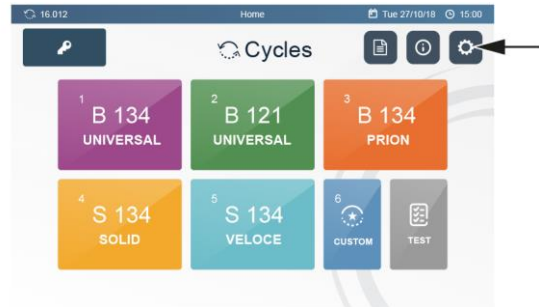 16.012 Home Tue 27/10/18 15:00
Cycles
1 2 3
B 134 B 121 B 134
UNIVERSAL UNIVERSAL PRION
4 5 6
S 134 S 134
SOLID VELOCE CUSTOM TEST